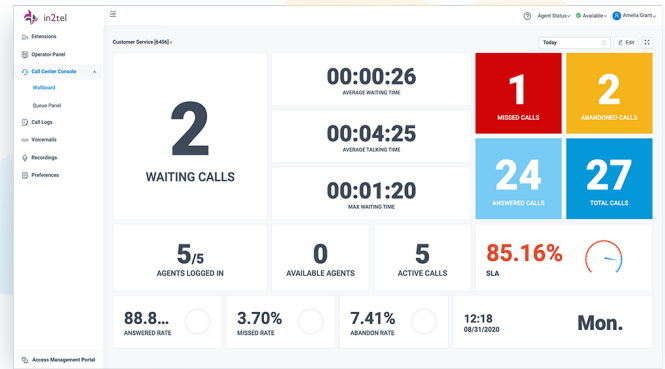 in2tel
Agent Status
Available
Amelia Grant
Extensions
Operator Panel
Call Center Console
Wallboard
Queue Panel
Call Logs
Voicemails
Recordings
Preferences
Access Management Portal
Customer Service [6406]
Today
Edit
2
WAITING CALLS
00:00:26
AVERAGE WAITING TIME
00:04:25
AVERAGE TALKING TIME
00:01:20
MAX WAITING TIME
1
MISSED CALLS
2
ABANDONED CALLS
24
ANSWERED CALLS
27
TOTAL CALLS
5/5
AGENTS LOGGED IN
0
AVAILABLE AGENTS
5
ACTIVE CALLS
85.16%
SLA
88.8...
ANSWERED RATE
3.70%
MISSED RATE
7.41%
ABANDON RATE
12:18
08/31/2020
Mon.